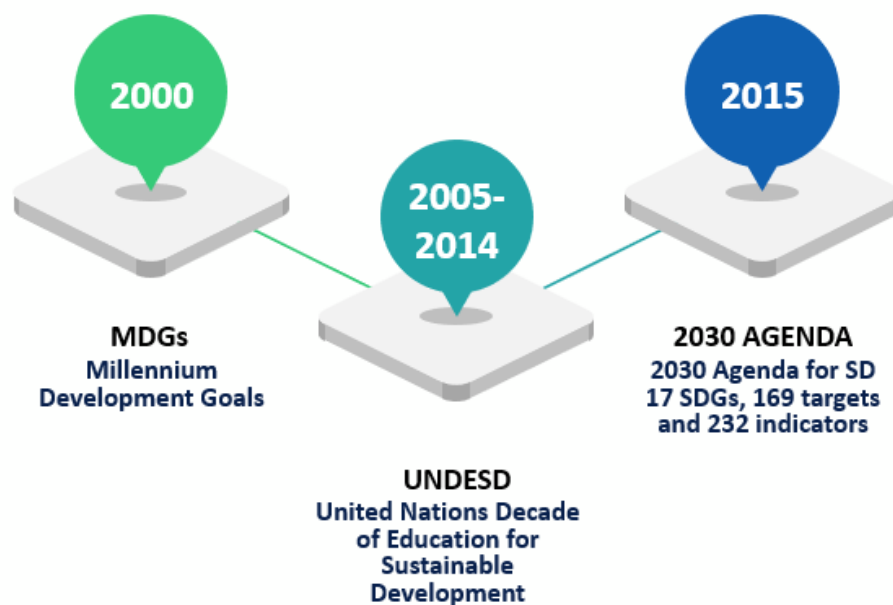 2000
MDGs
Millennium
Development Goals
2005-
2014
UNDESD
United Nations Decade
of Education for
Sustainable
Development
2015
2030 AGENDA
2030 Agenda for SD
17 SDGs, 169 targets
and 232 indicators